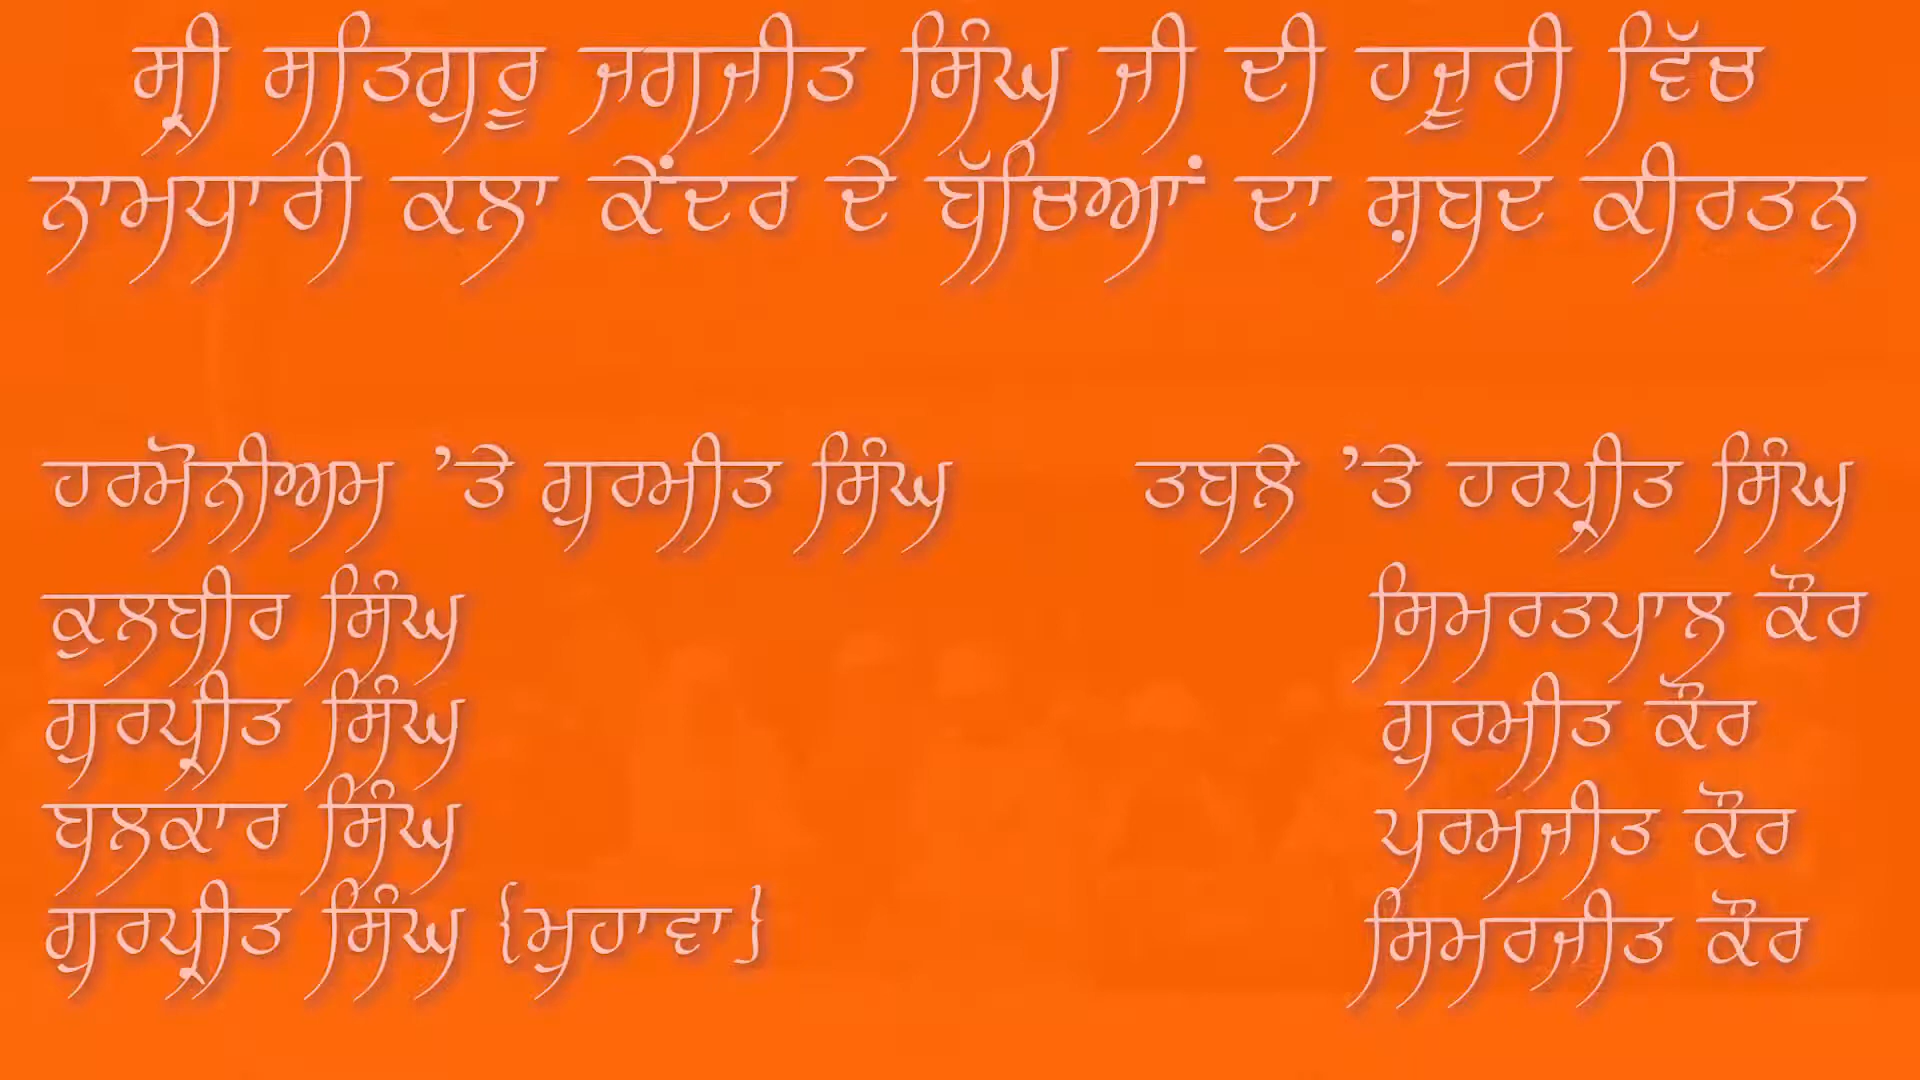 ਸ੍ਰੀ ਸਤਿਗੁਰੂ ਜਗਜੀਤ ਸਿੰਘ ਜੀ ਦੀ ਹਜ਼ੂਰੀ ਵਿੱਚ
ਨਾਮਧਾਰੀ ਕਲਾ ਕੇਂਦਰ ਦੇ ਬੱਚਿਆਂ ਦਾ ਸ਼ਬਦ ਕੀਰਤਨ
ਹਰਮੋਨੀਅਮ 'ਤੇ ਗੁਰਮੀਤ ਸਿੰਘ
ਕੁਲਬੀਰ ਸਿੰਘ
ਗੁਰਪ੍ਰੀਤ ਸਿੰਘ
ਬਲਕਾਰ ਸਿੰਘ
ਗੁਰਪ੍ਰੀਤ ਸਿੰਘ {ਮੁਹਾਵਾ}
ਤਬਲੇ 'ਤੇ ਹਰਪ੍ਰੀਤ ਸਿੰਘ
ਸਿਮਰਤਪਾਲ ਕੌਰ
ਗੁਰਮੀਤ ਕੌਰ
ਪਰਮਜੀਤ ਕੌਰ
ਸਿਮਰਜੀਤ ਕੌਰ